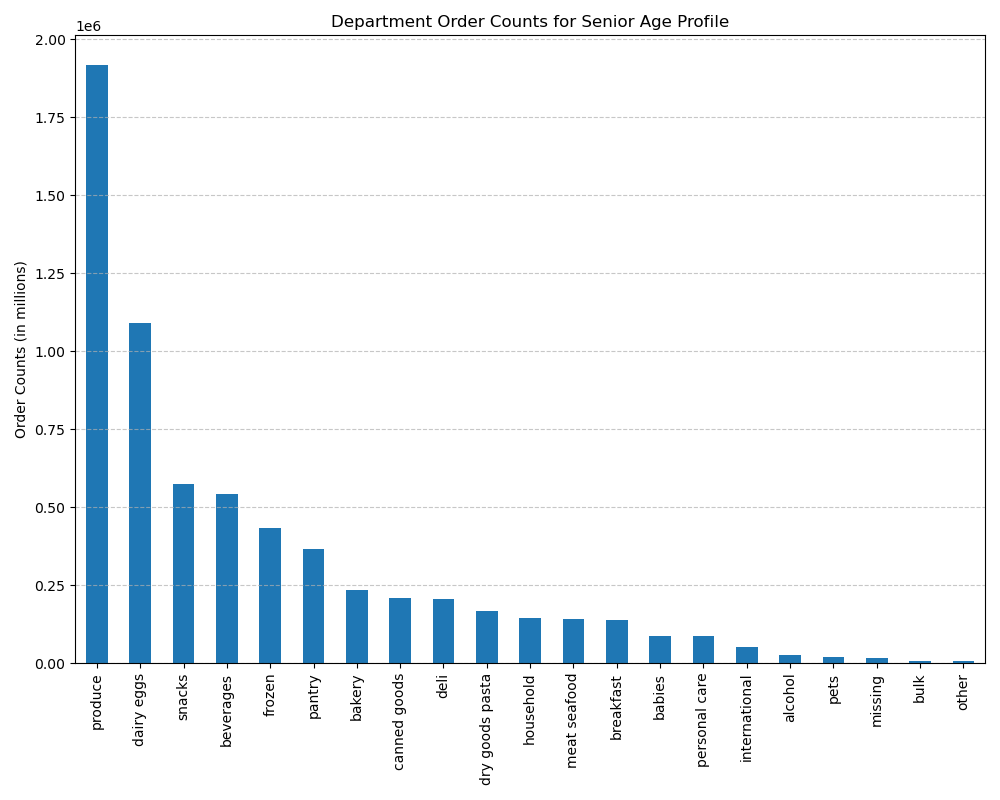 Department Order Counts for Senior Age Profile
1e6
Order Counts (in millions)
2.00
1.75
1.50
1.25
1.00
0.75
0.50
0.25
0.00
produce
dairy eggs
snacks
beverages
frozen
pantry
bakery
canned goods
deli
dry goods pasta
household
meat seafood
breakfast
babies
personal care
international
alcohol
pets
missing
bulk
other